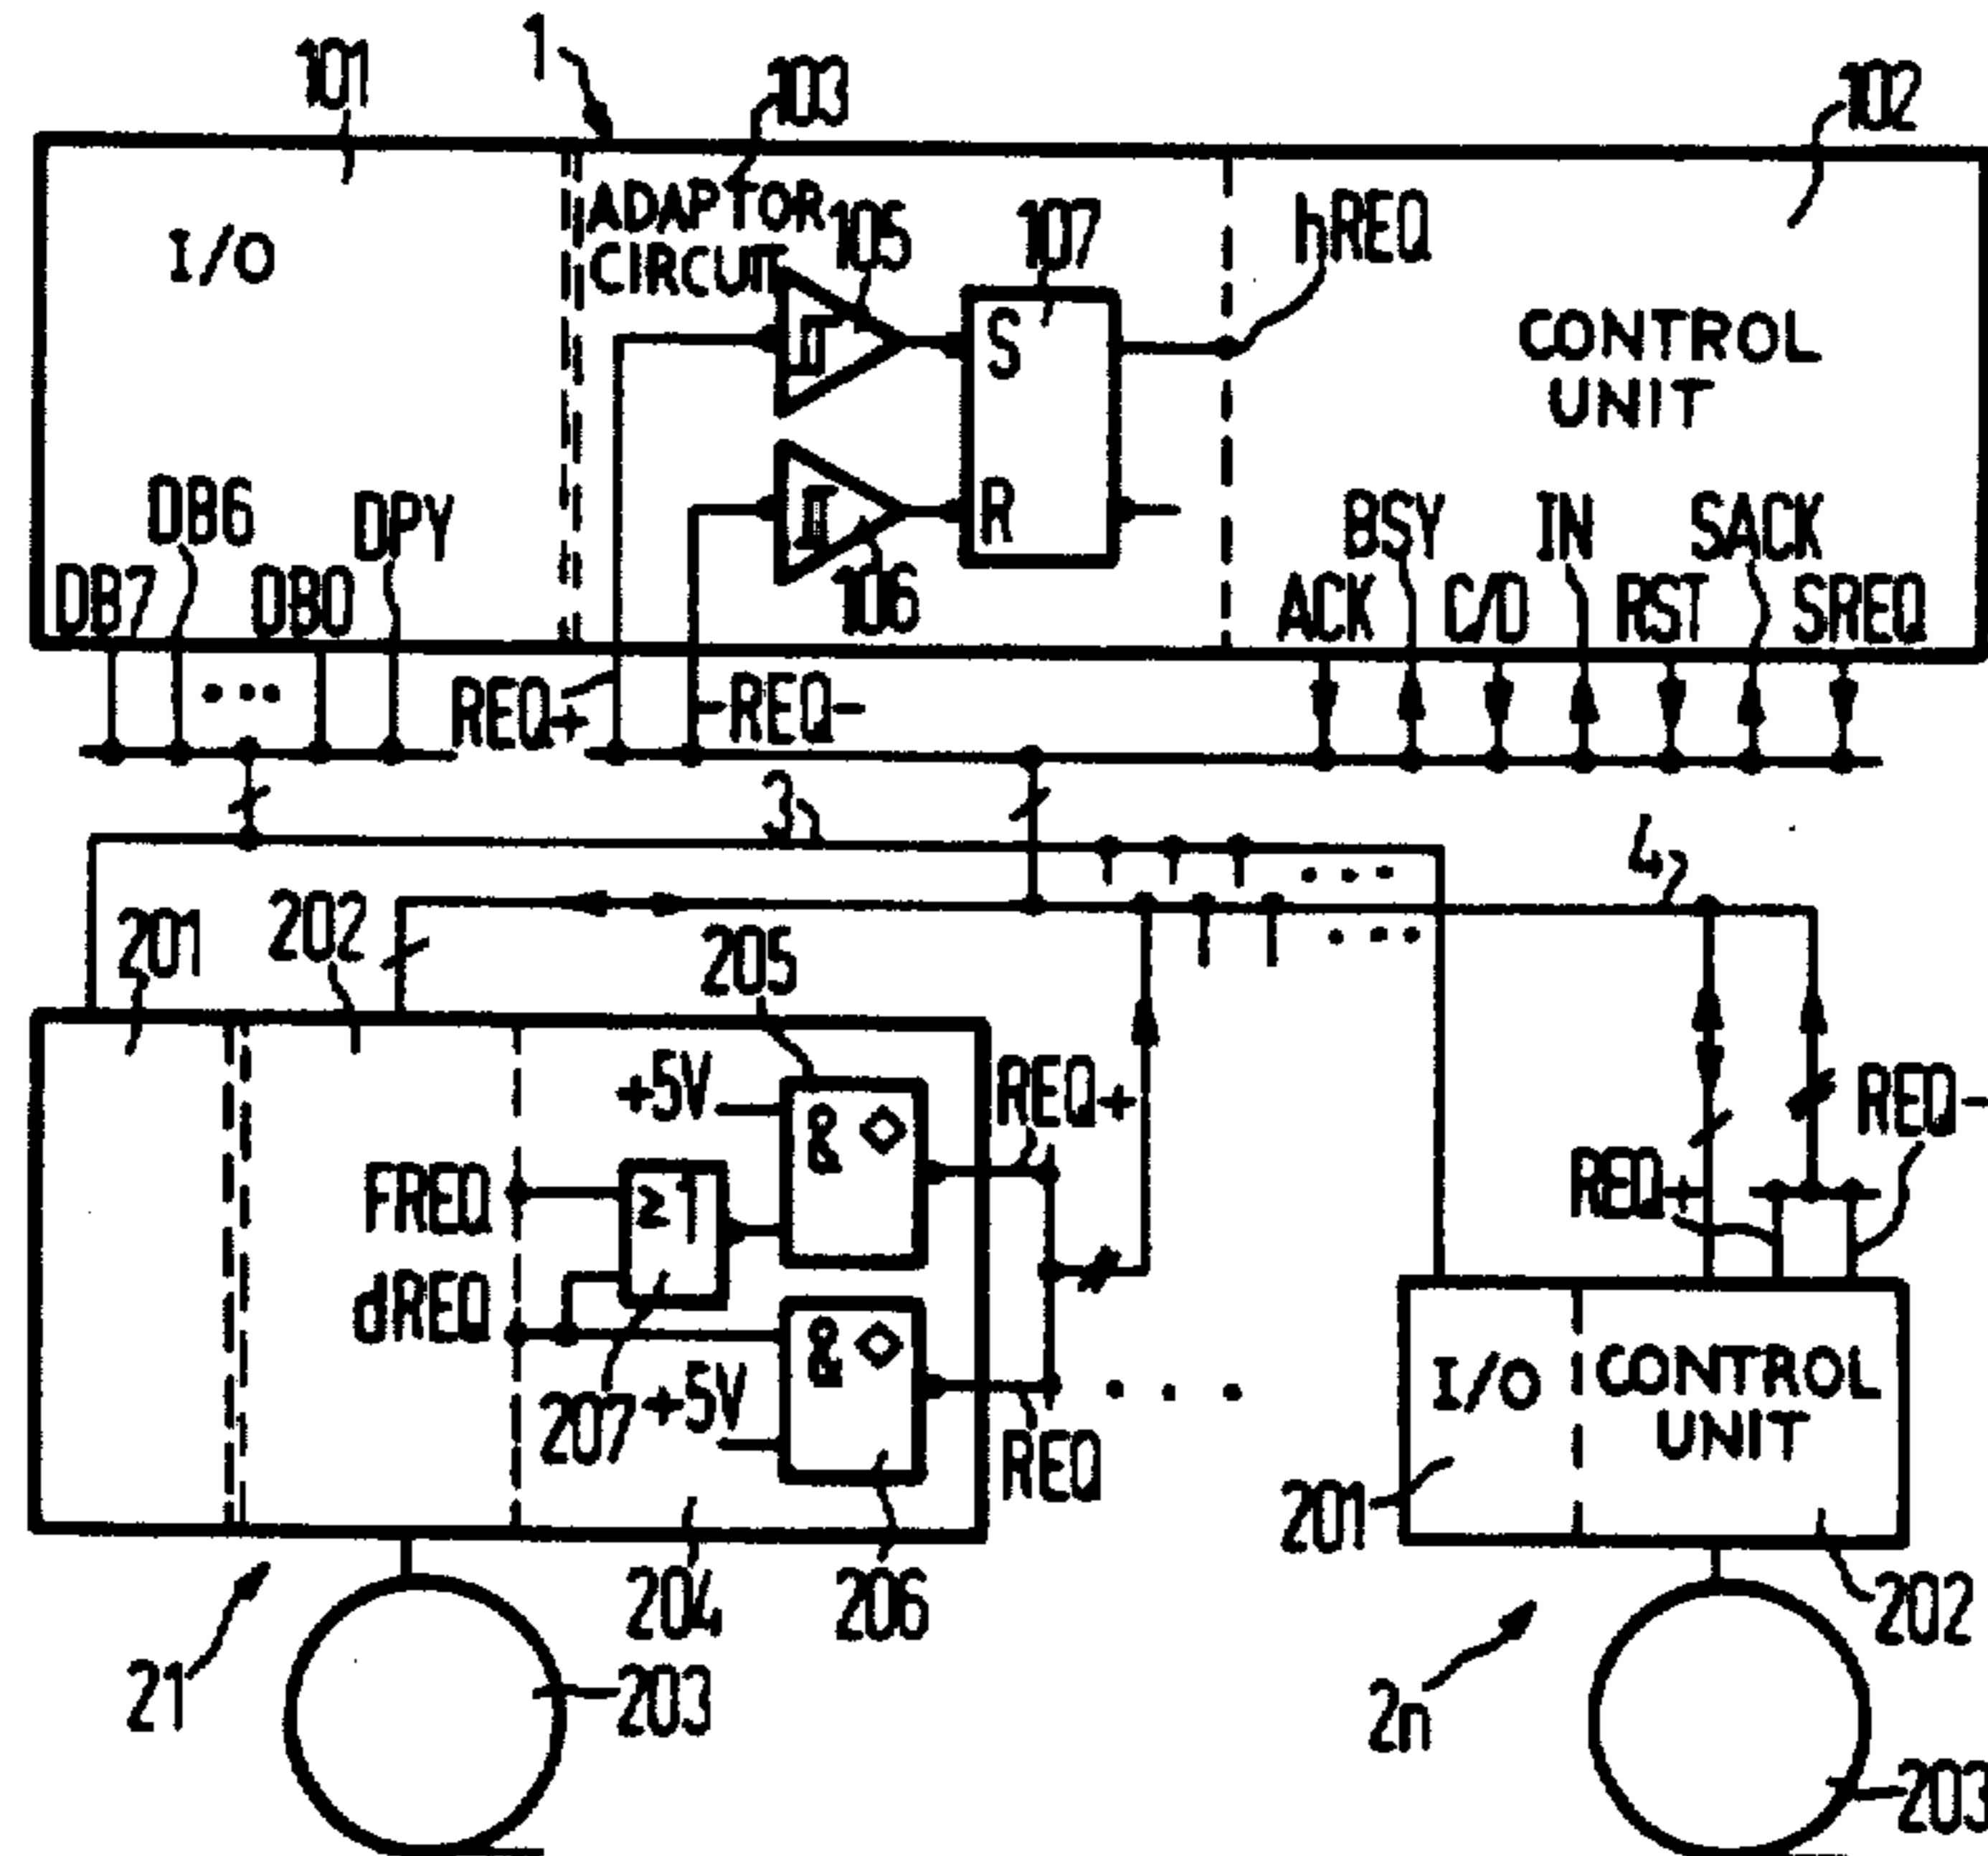 101
1
103
102
I/O
ADAPTOR
CIRCUIT
105
107
hREQ
S
CONTROL
UNIT
R
106
DB6
DPY
DB7
DB0
BSY
IN
SACK
ACK
C/D
RST
SREQ
REQ+
REQ-
3
4
201
202
205
+5V
& ◇
REQ+
FREQ
≥1
dREQ
& ◇
207
+5V
REQ
REQ+
REQ-
I/O
CONTROL
UNIT
201
202
204
206
21
203
2n
203